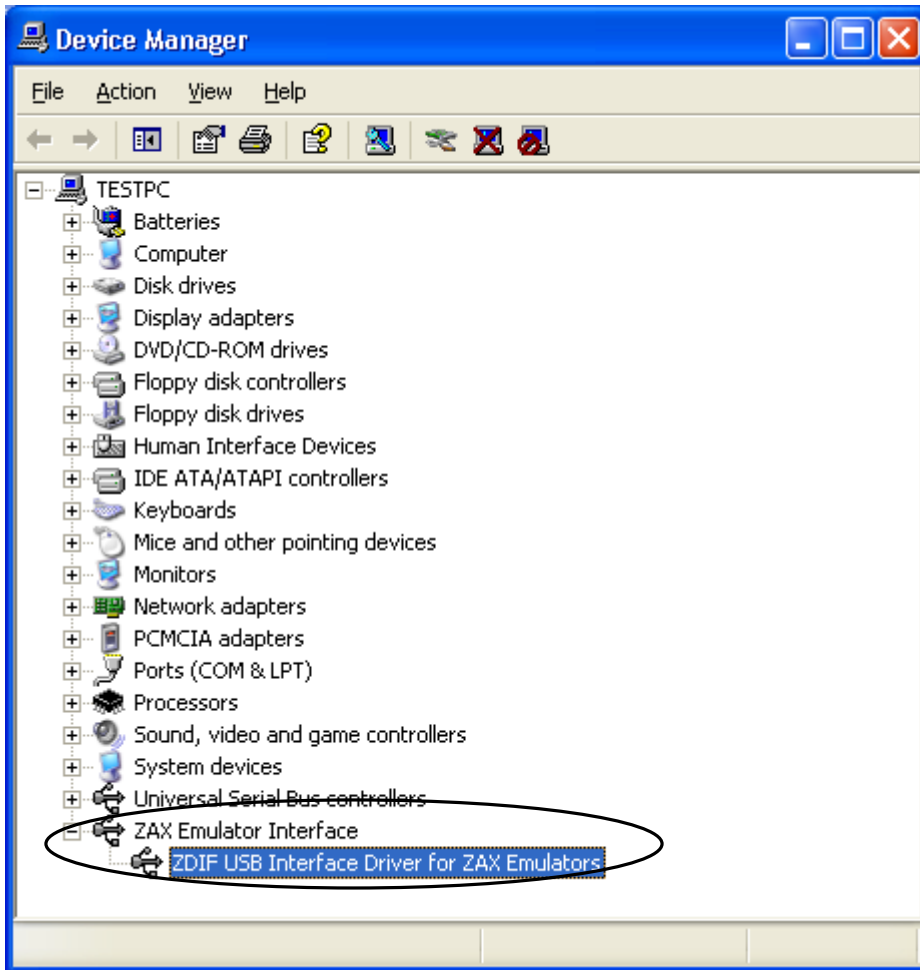 Device Manager
File Action View Help
TESTPC
Batteries
Computer
Disk drives
Display adapters
DVD/CD-ROM drives
Floppy disk controllers
Floppy disk drives
Human Interface Devices
IDE ATA/ATAPI controllers
Keyboards
Mice and other pointing devices
Monitors
Network adapters
PCMCIA adapters
Ports (COM & LPT)
Processors
Sound, video and game controllers
System devices
Universal Serial Bus controllers
ZAX Emulator Interface
ZDIF USB Interface Driver for ZAX Emulators